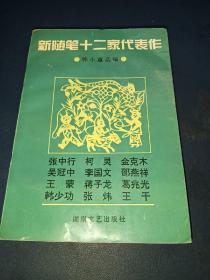 新随笔十二家代表作
韩小蕙选编
张中行 柯灵 金克木
吴冠中 李国文 邵燕祥
王蒙 蒋子龙 葛兆光
韩少功 张炜 王干
湖南文艺出版社